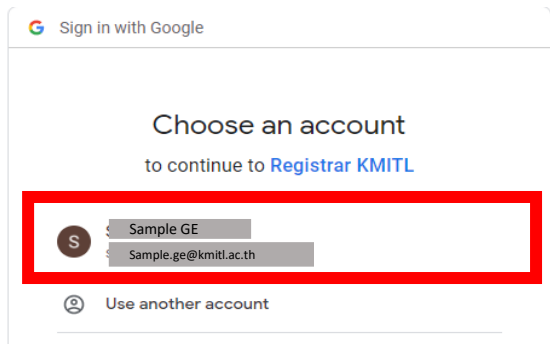 Sign in with Google
Choose an account
to continue to Registrar KMITL
S
Sample GE
Sample.ge@kmitl.ac.th
Use another account